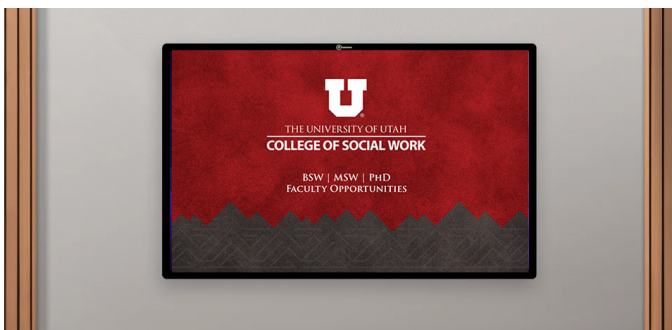 U
THE UNIVERSITY OF UTAH
COLLEGE OF SOCIAL WORK
BSW | MSW | PHD
FACULTY OPPORTUNITIES